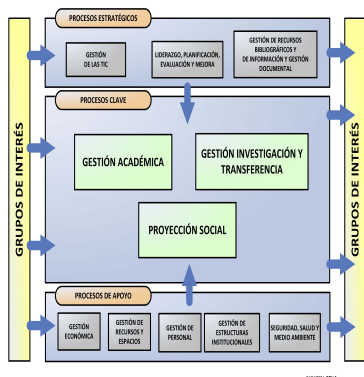 PROCESOS ESTRATÉGICOS
GESTIÓN
DE LAS TIC
LIDERAZGO, PLANIFICACIÓN,
EVALUACIÓN Y MEJORA
GESTIÓN DE RECURSOS
BIBLIOGRÁFICOS Y
DE INFORMACIÓN Y GESTIÓN
DOCUMENTAL
GRUPOS DE INTERÉS
PROCESOS CLAVE
GESTIÓN ACADÉMICA
GESTIÓN INVESTIGACIÓN Y
TRANSFERENCIA
PROYECCIÓN SOCIAL
GRUPOS DE INTERÉS
PROCESOS DE APOYO
GESTIÓN
ECONÓMICA
GESTIÓN DE
RECURSOS Y
ESPACIOS
GESTIÓN DE
PERSONAL
GESTIÓN DE
ESTRUCTURAS
INSTITUCIONALES
SEGURIDAD, SALUD Y
MEDIO AMBIENTE